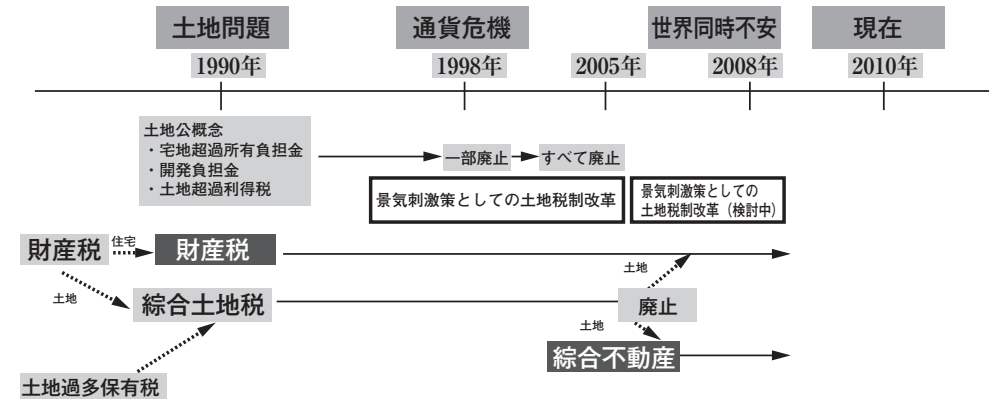 土地問題
通貨危機
世界同時不安
現在
1990年
1998年
2005年
2008年
2010年
土地公概念
・宅地超過所有負担金
・開発負担金
・土地超過利得税
一部廃止
すべて廃止
景気刺激策としての土地税制改革
景気刺激策としての
土地税制改革（検討中）
財産税
住宅
財産税
土地
土地
綜合土地税
廃止
土地
綜合不動産
土地過多保有税